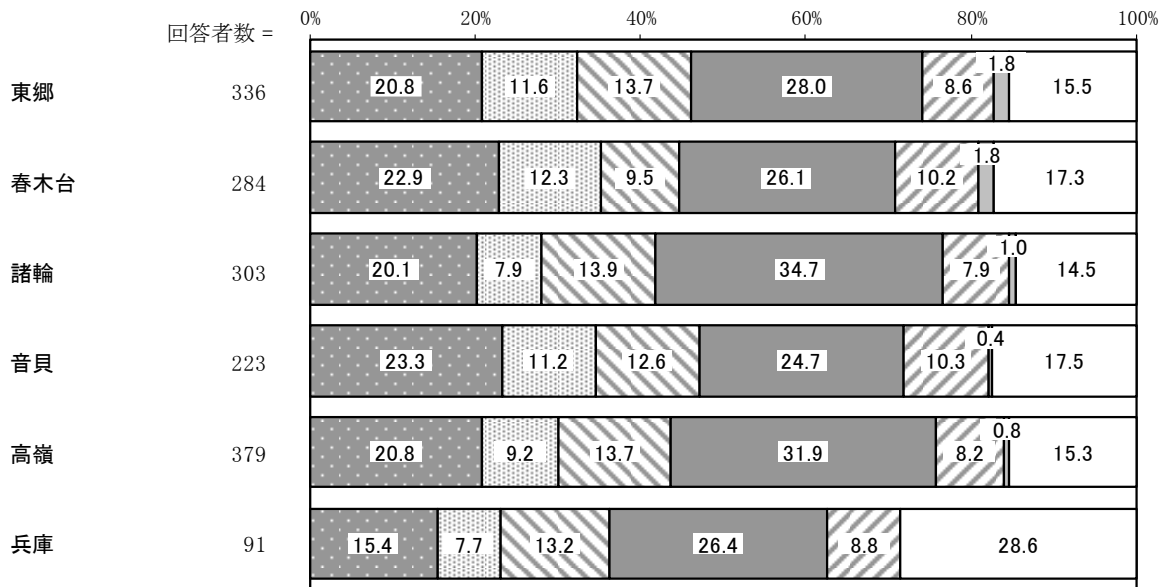 0% 20% 40% 60% 80% 100%
回答者数 =
東郷 336 20.8 11.6 13.7 28.0 8.6 1.8 15.5
春木台 284 22.9 12.3 9.5 26.1 10.2 1.8 17.3
諸輪 303 20.1 7.9 13.9 34.7 7.9 1.0 14.5
音貝 223 23.3 11.2 12.6 24.7 10.3 0.4 17.5
高嶺 379 20.8 9.2 13.7 31.9 8.2 0.8 15.3
兵庫 91 15.4 7.7 13.2 26.4 8.8 28.6